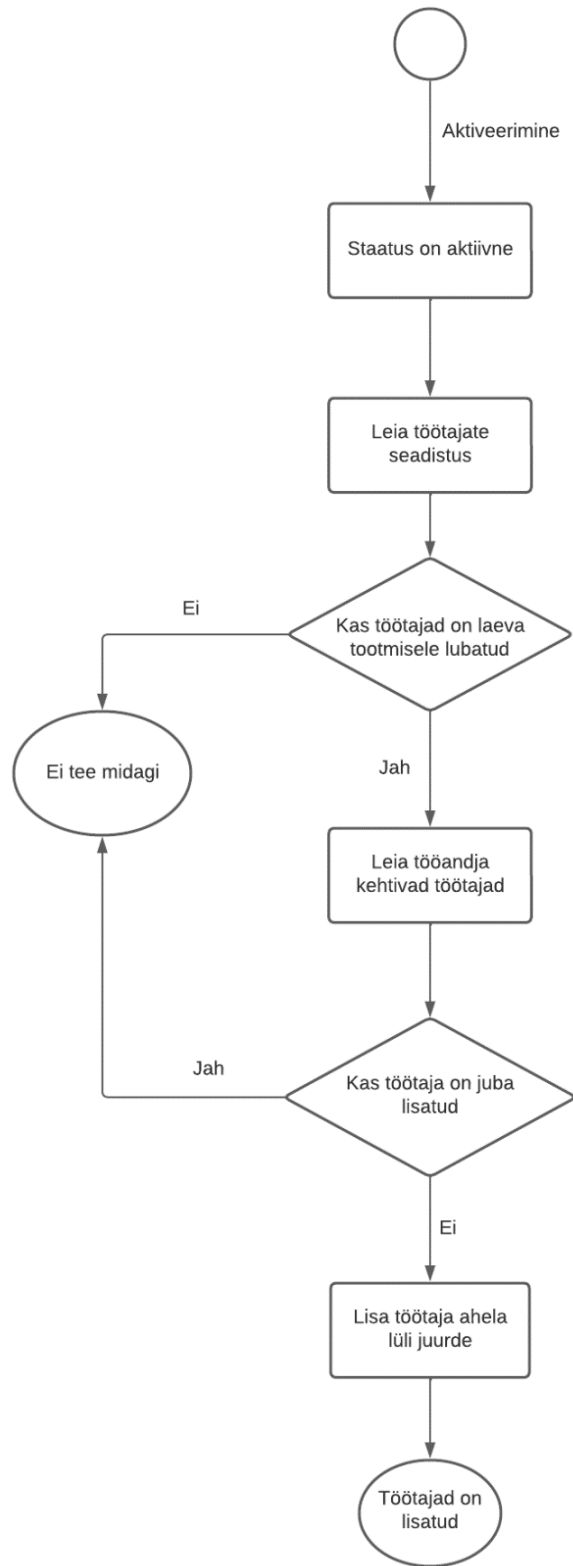 Aktiveerimine
Staatus on aktiivne
Leia töötajate
seadistus
Ei
Kas töötajad on laeva
tootmisele lubatud
Ei tee midagi
Jah
Leia tööandja
kehtivad töötajad
Jah
Kas töötaja on juba
lisatud
Ei
Lisa töötaja ahela
lüli juurde
Töötajad on
lisatud